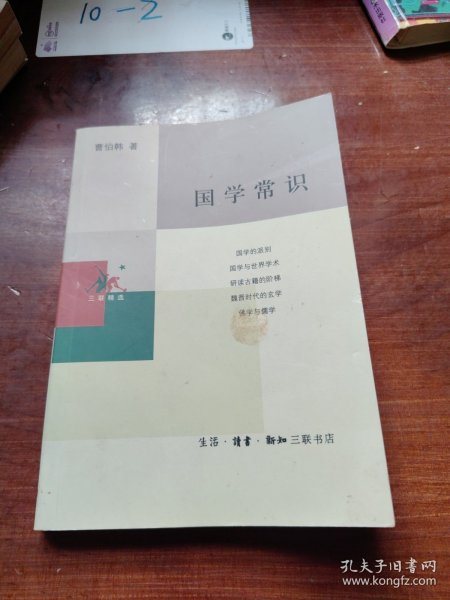 10-2
曹伯韩 著
国学常识
国学的派别
国学与世界学术
研读古籍的阶梯
魏晋时代的玄学
佛学与儒学
三联精选
生活·讀書·新知三联书店
孔夫子旧书网
www.kongfz.com